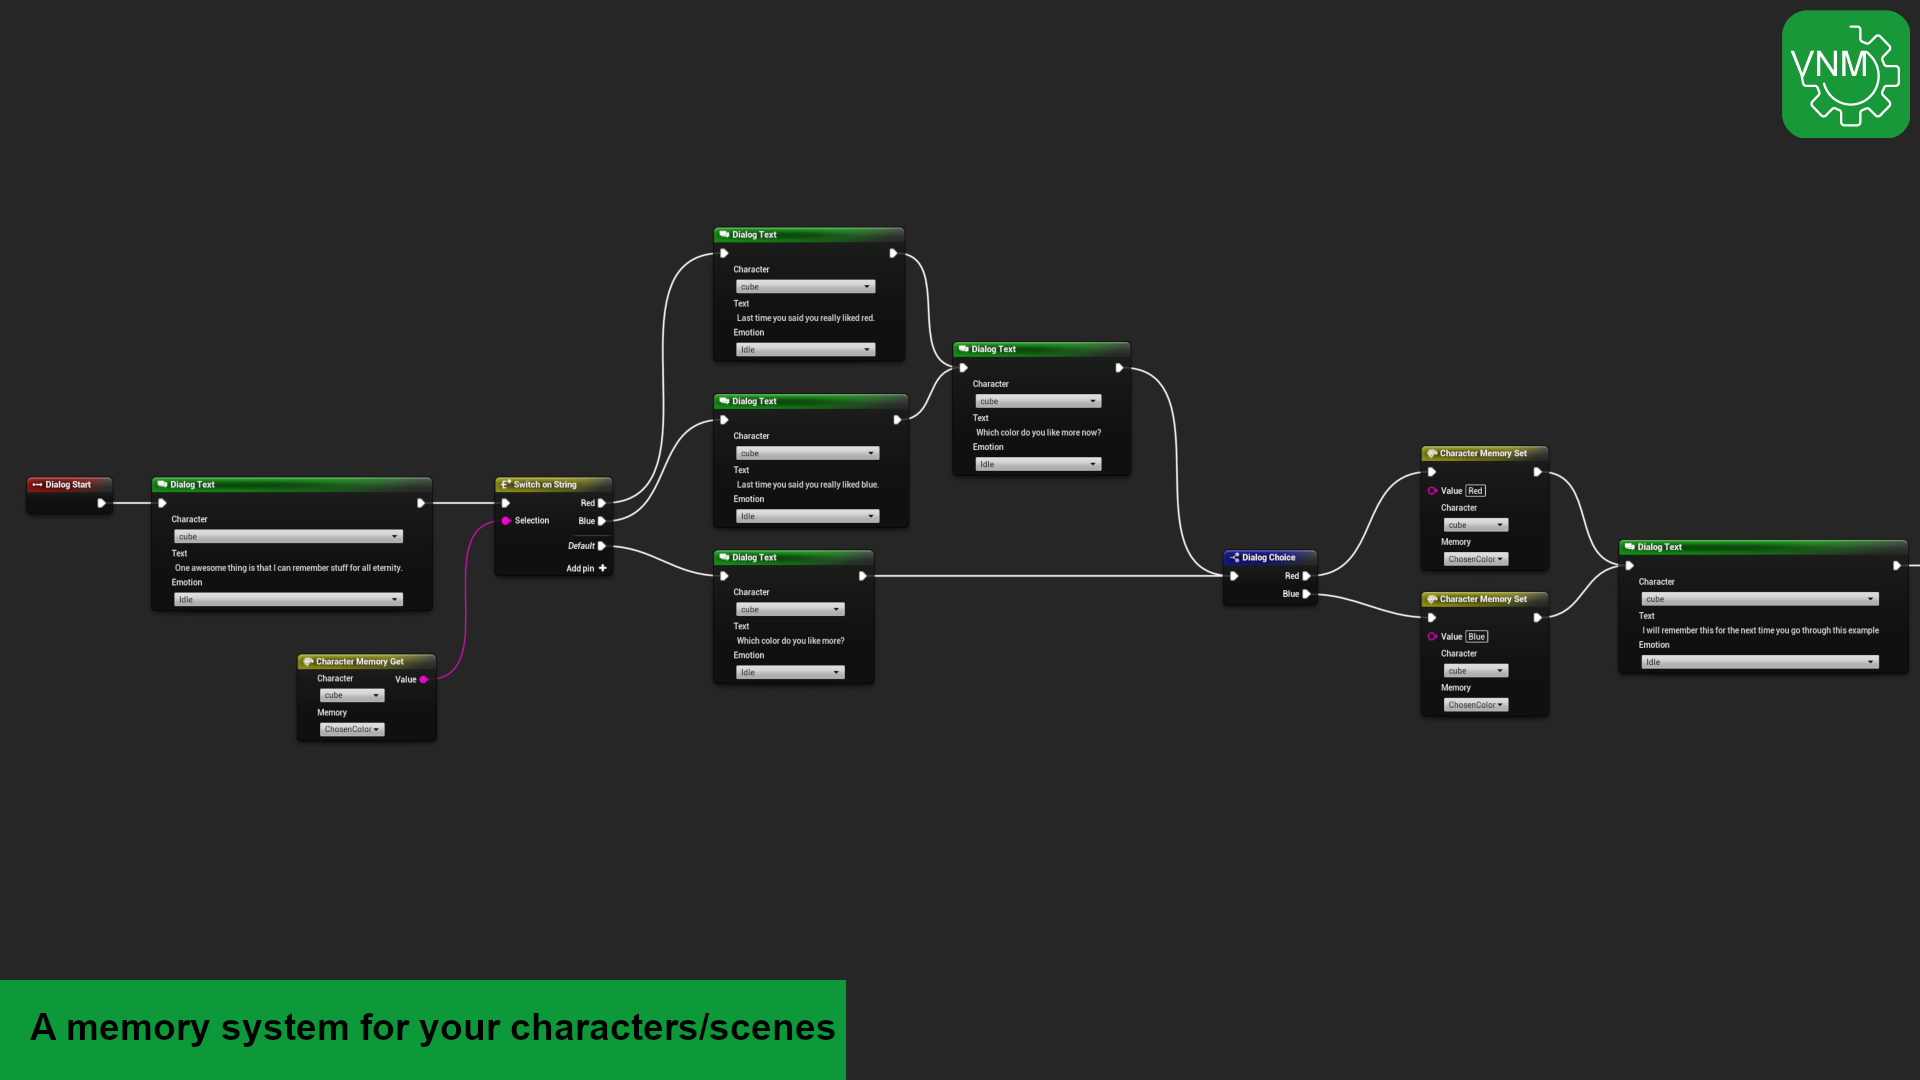 VNM
Dialog Start
Dialog Text
Character
cube
Text
One awesome thing is that I can remember stuff for all eternity.
Emotion
Idle
Character Memory Get
Character
Value
cube
Memory
ChosenColor
Switch on String
Red
Selection
Blue
Default
Add pin
Dialog Text
Character
cube
Text
Last time you said you really liked red.
Emotion
Idle
Dialog Text
Character
cube
Text
Last time you said you really liked blue.
Emotion
Idle
Dialog Text
Character
cube
Text
Which color do you like more?
Emotion
Idle
Dialog Text
Character
cube
Text
Which color do you like more now?
Emotion
Idle
Dialog Choice
Red
Blue
Character Memory Set
Value Red
Character
cube
Memory
ChosenColor
Character Memory Set
Value Blue
Character
cube
Memory
ChosenColor
Dialog Text
Character
cube
Text
I will remember this for the next time you go through this example
Emotion
Idle
A memory system for your characters/scenes